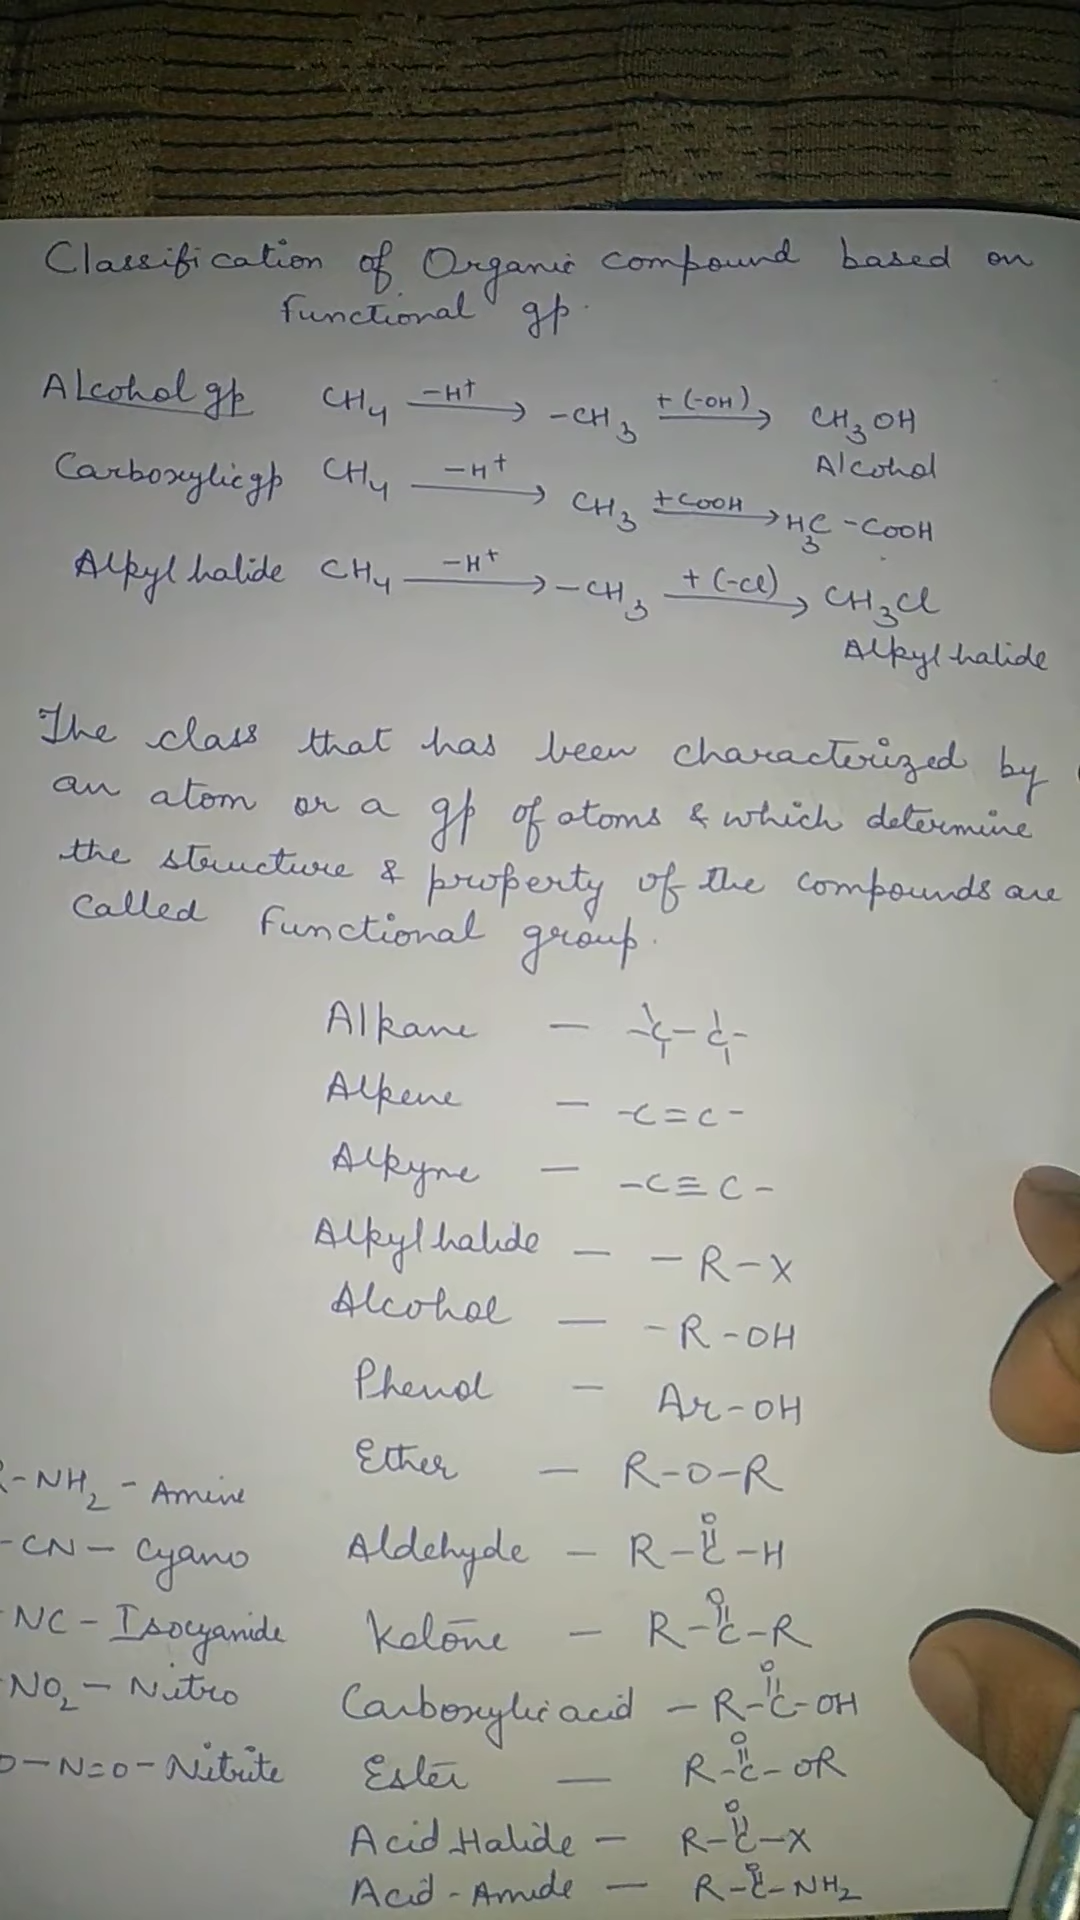 Classification of Organic compound based on
functional gp.
Alcohol gp CH4 —-H+→ -CH3 —+(-OH)→ CH3OH
Alcohol
Carboxylic gp CH4 —-H+→ CH3 —+COOH→ H3C-COOH
Alkyl halide CH4 —-H+→ -CH3 —+(-Cl)→ CH3Cl
Alkyl halide
The class that has been characterized by
an atom or a gp of atoms & which determine
the structure & property of the compounds are
called functional group.
Alkane — -C-C-
Alkene — -C=C-
Alkyne — -C≡C-
Alkyl halide — -R-X
Alcohol — -R-OH
Phenol — Ar-OH
Ether — R-O-R
Aldehyde — R-C(=O)-H
Ketone — R-C(=O)-R
Carboxylic acid — R-C(=O)-OH
Ester — R-C(=O)-OR
Acid Halide — R-C(=O)-X
Acid-Amide — R-C(=O)-NH2
R-NH2 - Amine
-CN - Cyano
-NC - Isocyanide
-NO2 - Nitro
O-N=O - Nitrite